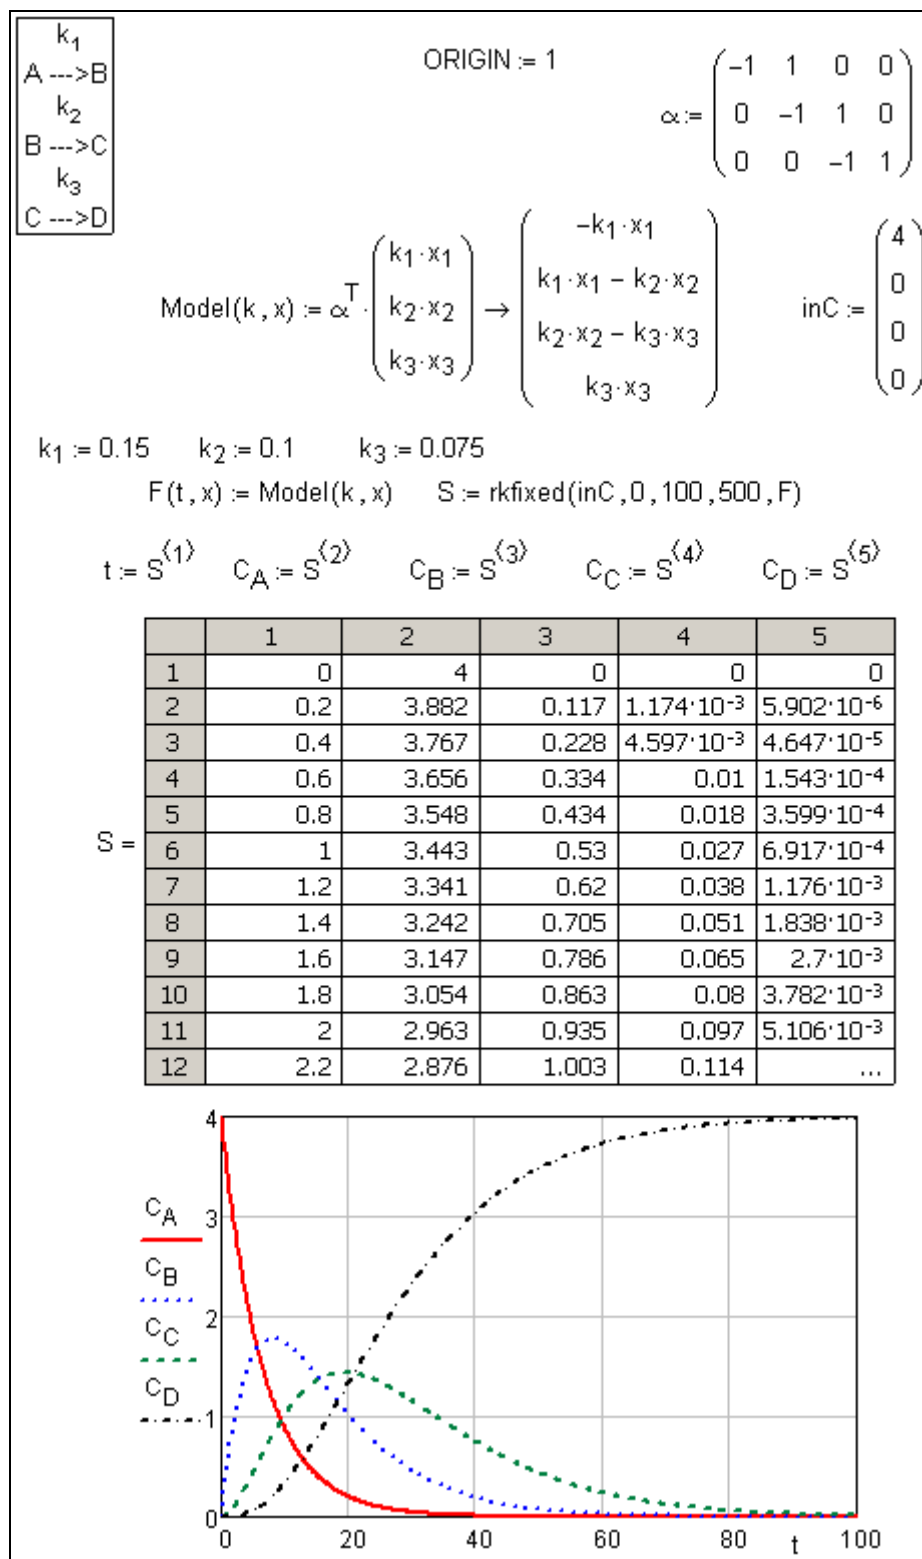 k₁
A --->B
k₂
B --->C
k₃
C --->D
ORIGIN := 1
α := (−1 1 0 0
0 −1 1 0
0 0 −1 1)
Model(k , x) := αᵀ · (k₁·x₁
k₂·x₂
k₃·x₃) → (−k₁·x₁
k₁·x₁ − k₂·x₂
k₂·x₂ − k₃·x₃
k₃·x₃)
inC := (4
0
0
0)
k₁ := 0.15 k₂ := 0.1 k₃ := 0.075
F(t , x) := Model(k , x) S := rkfixed(inC , 0 , 100 , 500 , F)
t := S⟨1⟩ C_A := S⟨2⟩ C_B := S⟨3⟩ C_C := S⟨4⟩ C_D := S⟨5⟩
S =
1 2 3 4 5
1 0 4 0 0 0
2 0.2 3.882 0.117 1.174·10⁻³ 5.902·10⁻⁶
3 0.4 3.767 0.228 4.597·10⁻³ 4.647·10⁻⁵
4 0.6 3.656 0.334 0.01 1.543·10⁻⁴
5 0.8 3.548 0.434 0.018 3.599·10⁻⁴
6 1 3.443 0.53 0.027 6.917·10⁻⁴
7 1.2 3.341 0.62 0.038 1.176·10⁻³
8 1.4 3.242 0.705 0.051 1.838·10⁻³
9 1.6 3.147 0.786 0.065 2.7·10⁻³
10 1.8 3.054 0.863 0.08 3.782·10⁻³
11 2 2.963 0.935 0.097 5.106·10⁻³
12 2.2 2.876 1.003 0.114 ...
C_A
C_B
C_C
C_D
4
3
2
1
0
0 20 40 60 80 100
t